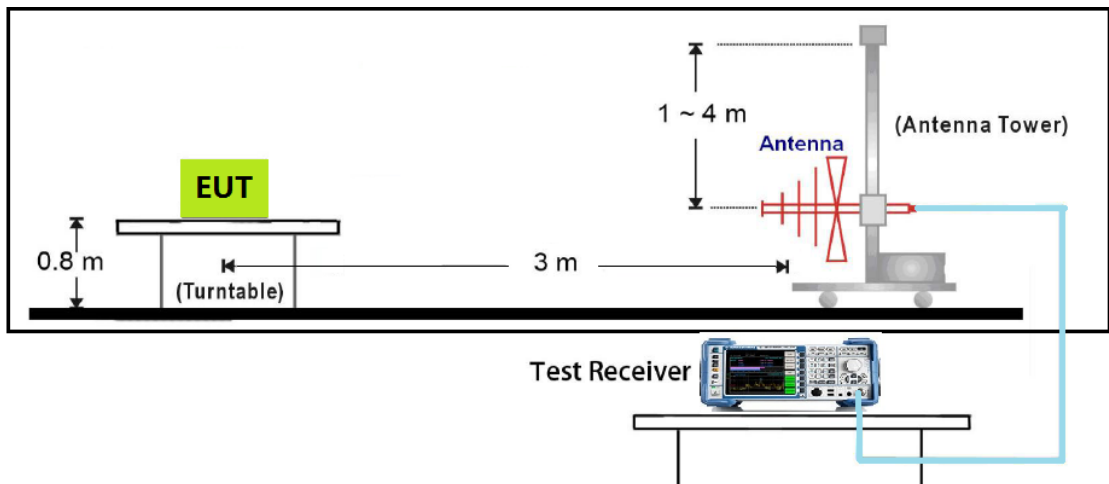 1 ~ 4 m
(Antenna Tower)
Antenna
EUT
0.8 m
3 m
(Turntable)
Test Receiver